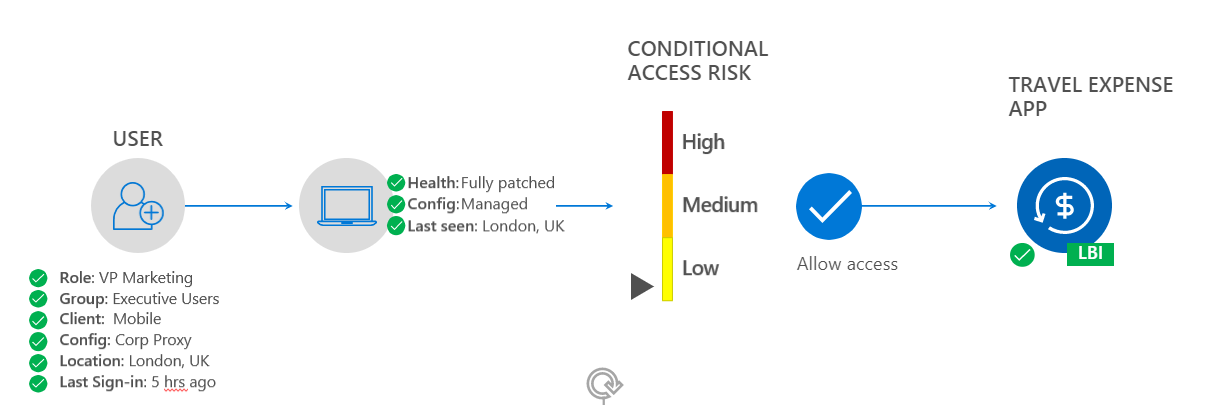 CONDITIONAL
ACCESS RISK
TRAVEL EXPENSE
APP
USER
High
Health:Fully patched
Config:Managed
Last seen: London, UK
Medium
$
LBI
Low
Allow access
Role: VP Marketing
Group: Executive Users
Client: Mobile
Config: Corp Proxy
Location: London, UK
Last Sign-in: 5 hrs ago